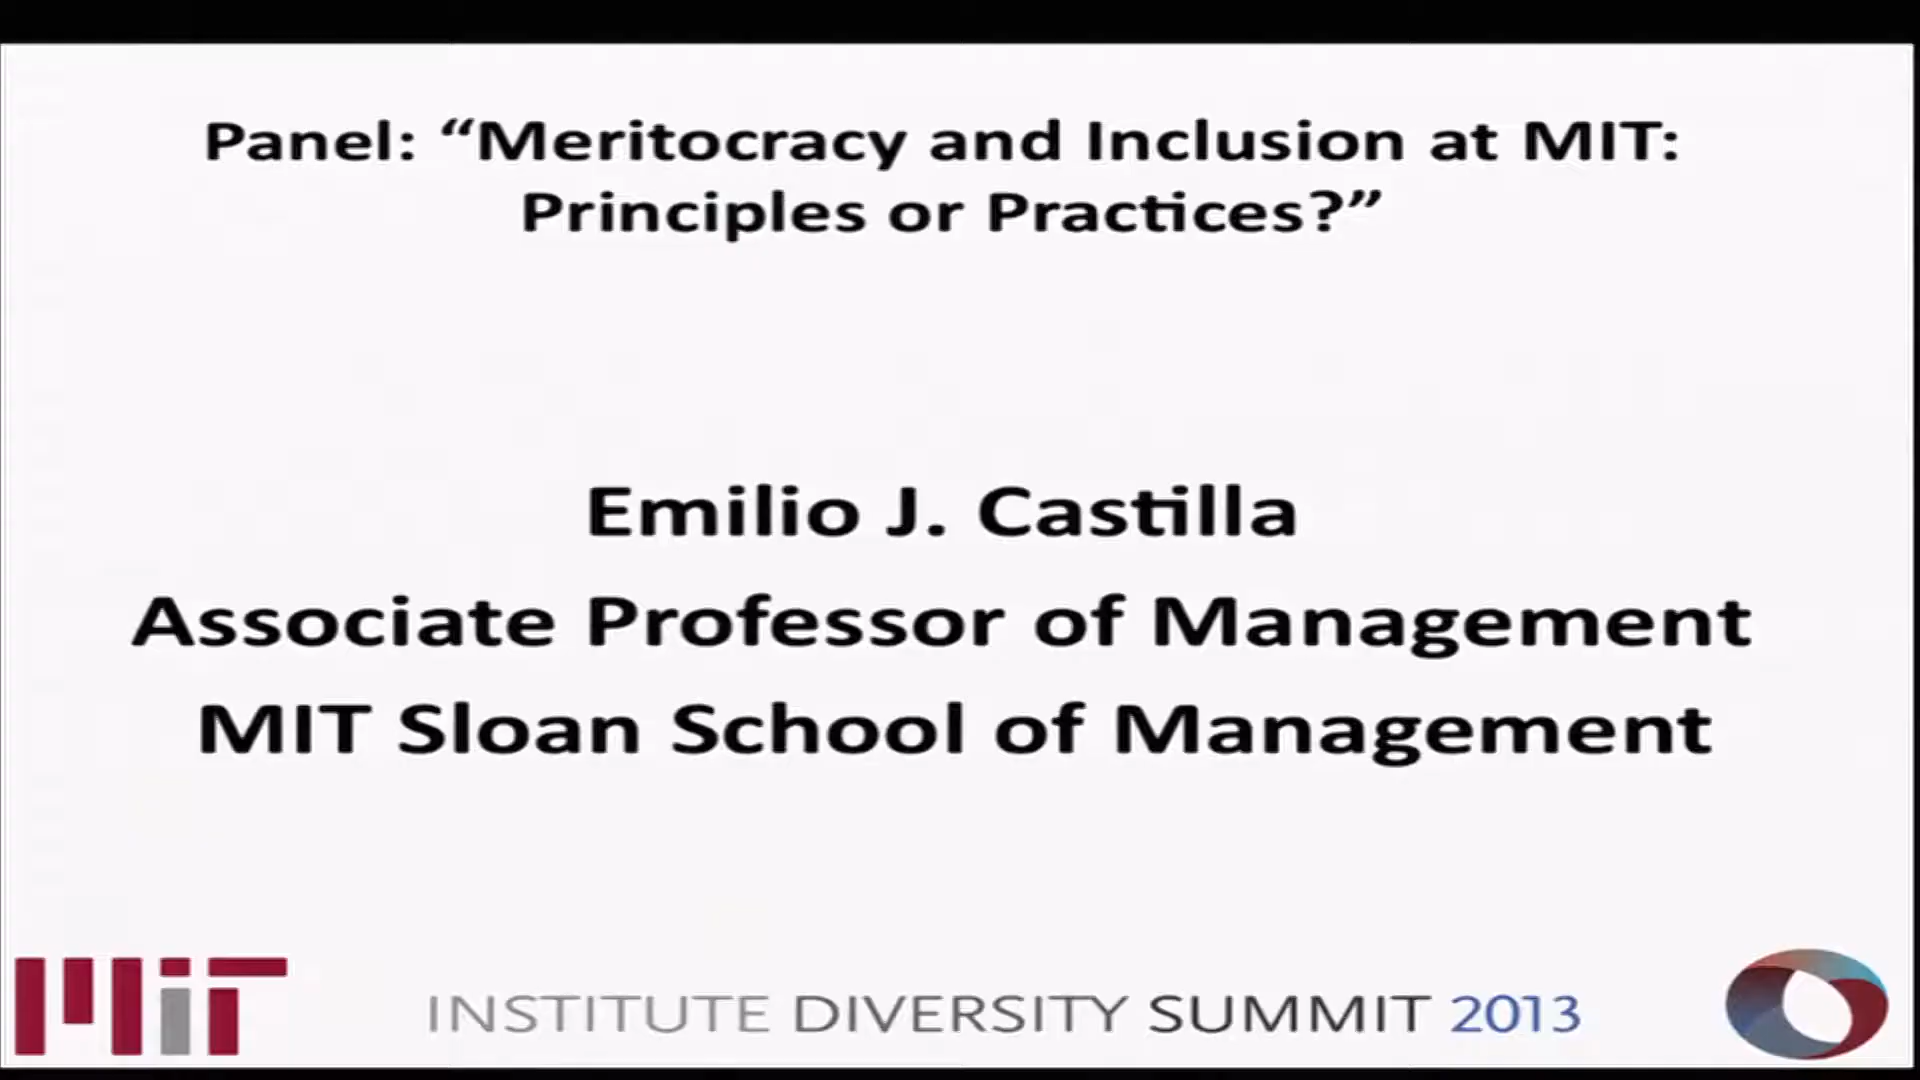 Panel: “Meritocracy and Inclusion at MIT:
Principles or Practices?”
Emilio J. Castilla
Associate Professor of Management
MIT Sloan School of Management
MIT
INSTITUTE DIVERSITY SUMMIT 2013